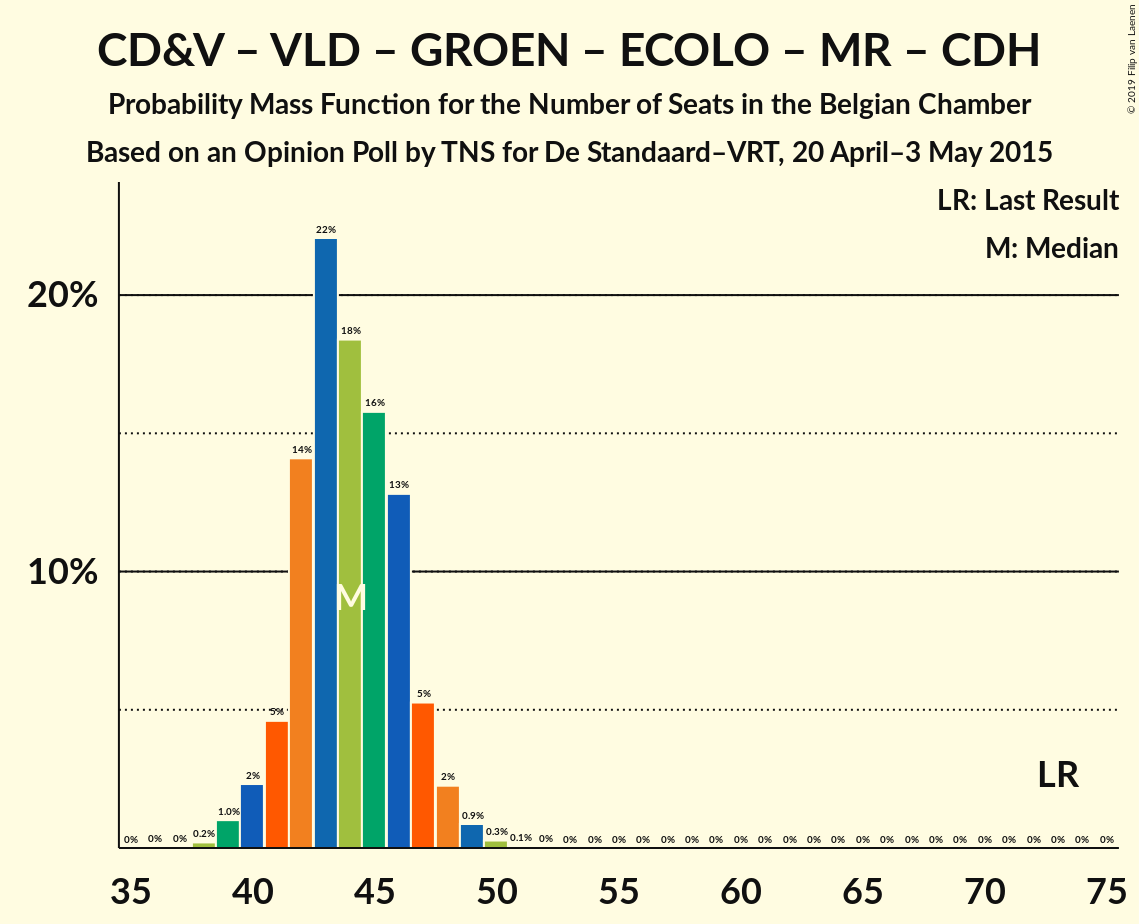 CD&V – VLD – GROEN – ECOLO – MR – CDH
Probability Mass Function for the Number of Seats in the Belgian Chamber
Based on an Opinion Poll by TNS for De Standaard–VRT, 20 April–3 May 2015
© 2019 Filip van Laenen
LR: Last Result
M: Median
20%
10%
0% 0% 0% 0.2% 1.0% 2% 5% 14% 22% 18% 16% 13% 5% 2% 0.9% 0.3% 0.1% 0% 0% 0% 0% 0% 0% 0% 0% 0% 0% 0% 0% 0% 0% 0% 0% 0% 0% 0% 0% 0% 0% 0% 0%
M
LR
35 40 45 50 55 60 65 70 75